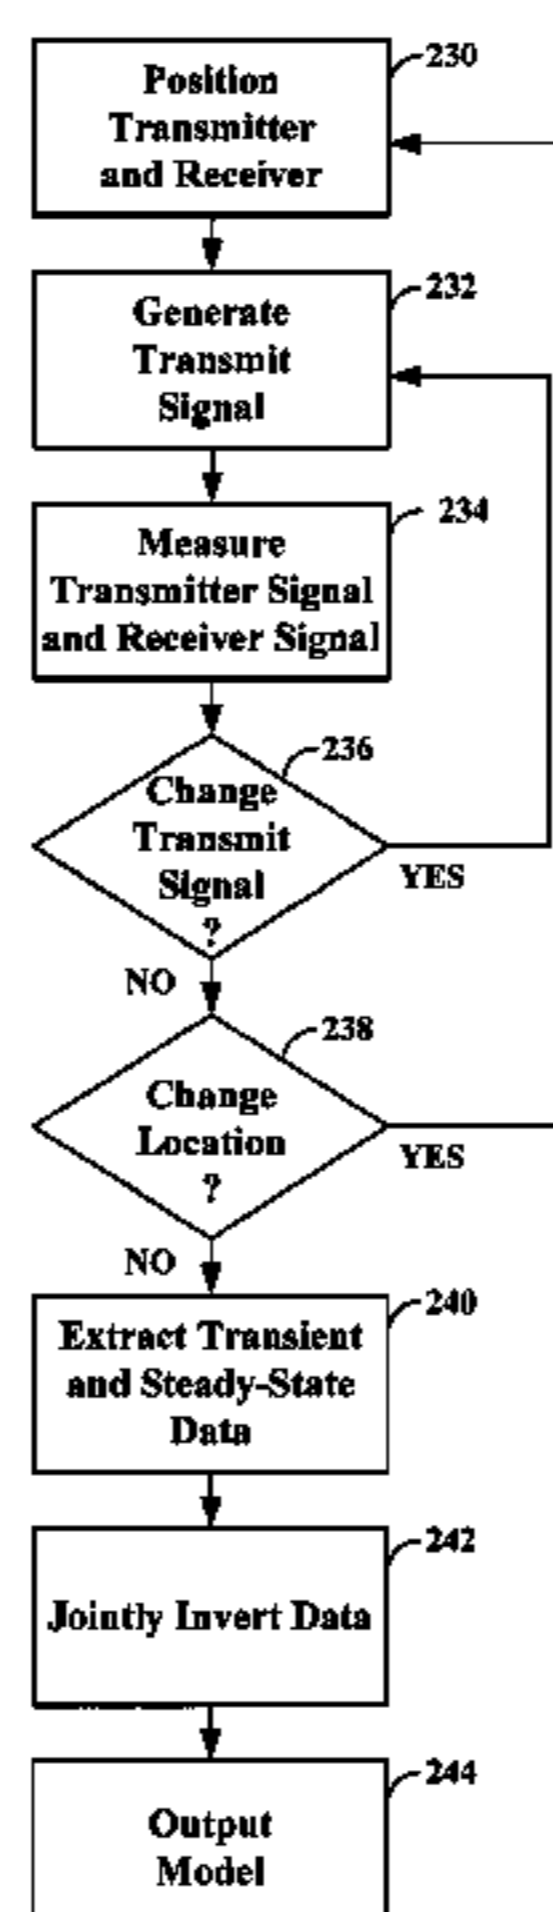 230
Position
Transmitter
and Receiver
232
Generate
Transmit
Signal
234
Measure
Transmitter Signal
and Receiver Signal
236
Change
Transmit
Signal
?
YES
NO
238
Change
Location
?
YES
NO
240
Extract Transient
and Steady-State
Data
242
Jointly Invert Data
244
Output
Model